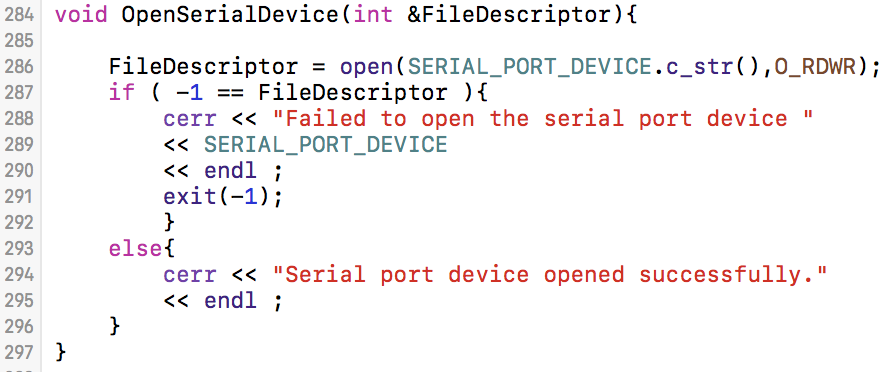 284 void OpenSerialDevice(int &FileDescriptor){
285
286     FileDescriptor = open(SERIAL_PORT_DEVICE.c_str(),O_RDWR);
287     if ( -1 == FileDescriptor ){
288         cerr << "Failed to open the serial port device "
289         << SERIAL_PORT_DEVICE
290         << endl ;
291         exit(-1);
292         }
293     else{
294         cerr << "Serial port device opened successfully."
295         << endl ;
296     }
297 }